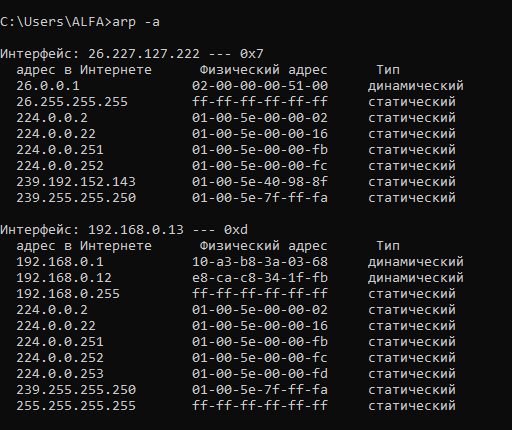 C:\Users\ALFA>arp -a
Интерфейс: 26.227.127.222 --- 0x7
адрес в Интернете Физический адрес Тип
26.0.0.1 02-00-00-00-51-00 динамический
26.255.255.255 ff-ff-ff-ff-ff-ff статический
224.0.0.2 01-00-5e-00-00-02 статический
224.0.0.22 01-00-5e-00-00-16 статический
224.0.0.251 01-00-5e-00-00-fb статический
224.0.0.252 01-00-5e-00-00-fc статический
239.192.152.143 01-00-5e-40-98-8f статический
239.255.255.250 01-00-5e-7f-ff-fa статический
Интерфейс: 192.168.0.13 --- 0xd
адрес в Интернете Физический адрес Тип
192.168.0.1 10-a3-b8-3a-03-68 динамический
192.168.0.12 e8-ca-c8-34-1f-fb динамический
192.168.0.255 ff-ff-ff-ff-ff-ff статический
224.0.0.2 01-00-5e-00-00-02 статический
224.0.0.22 01-00-5e-00-00-16 статический
224.0.0.251 01-00-5e-00-00-fb статический
224.0.0.252 01-00-5e-00-00-fc статический
224.0.0.253 01-00-5e-00-00-fd статический
239.255.255.250 01-00-5e-7f-ff-fa статический
255.255.255.255 ff-ff-ff-ff-ff-ff статический